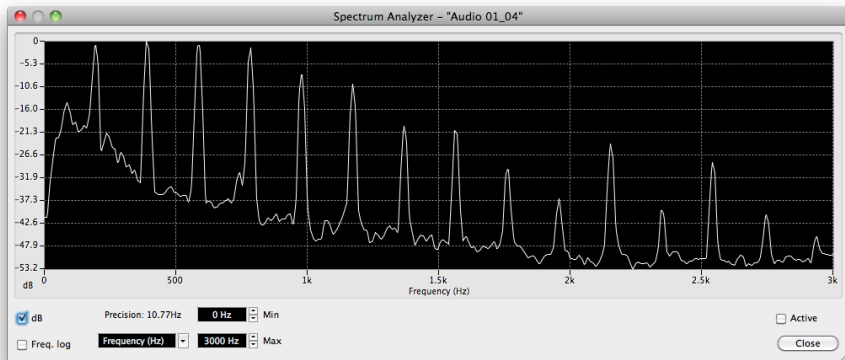 Spectrum Analyzer - "Audio 01_04"
0
-5.3
-10.6
-16.0
-21.3
-26.6
-31.9
-37.3
-42.6
-47.9
-53.2
dB
0 500 1k 1.5k 2k 2.5k 3k
Frequency (Hz)
dB Precision: 10.77Hz 0 Hz Min Active
Freq. log Frequency (Hz) 3000 Hz Max Close